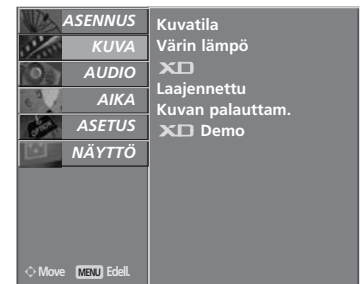 ASENNUS
KUVA
AUDIO
AIKA
ASETUS
NÄYTTÖ
Kuvatila
Värin lämpö
XD
Laajennettu
Kuvan palauttam.
XD Demo
Move MENU Edell.